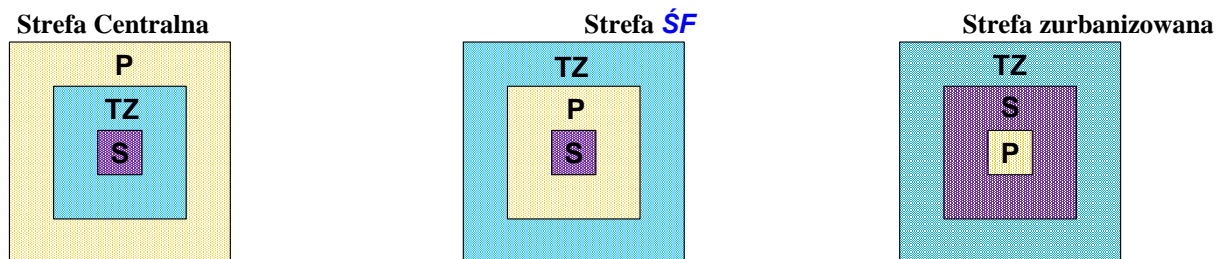 Strefa Centralna
P
TZ
S
Strefa ŚF
TZ
P
S
Strefa zurbanizowana
TZ
S
P